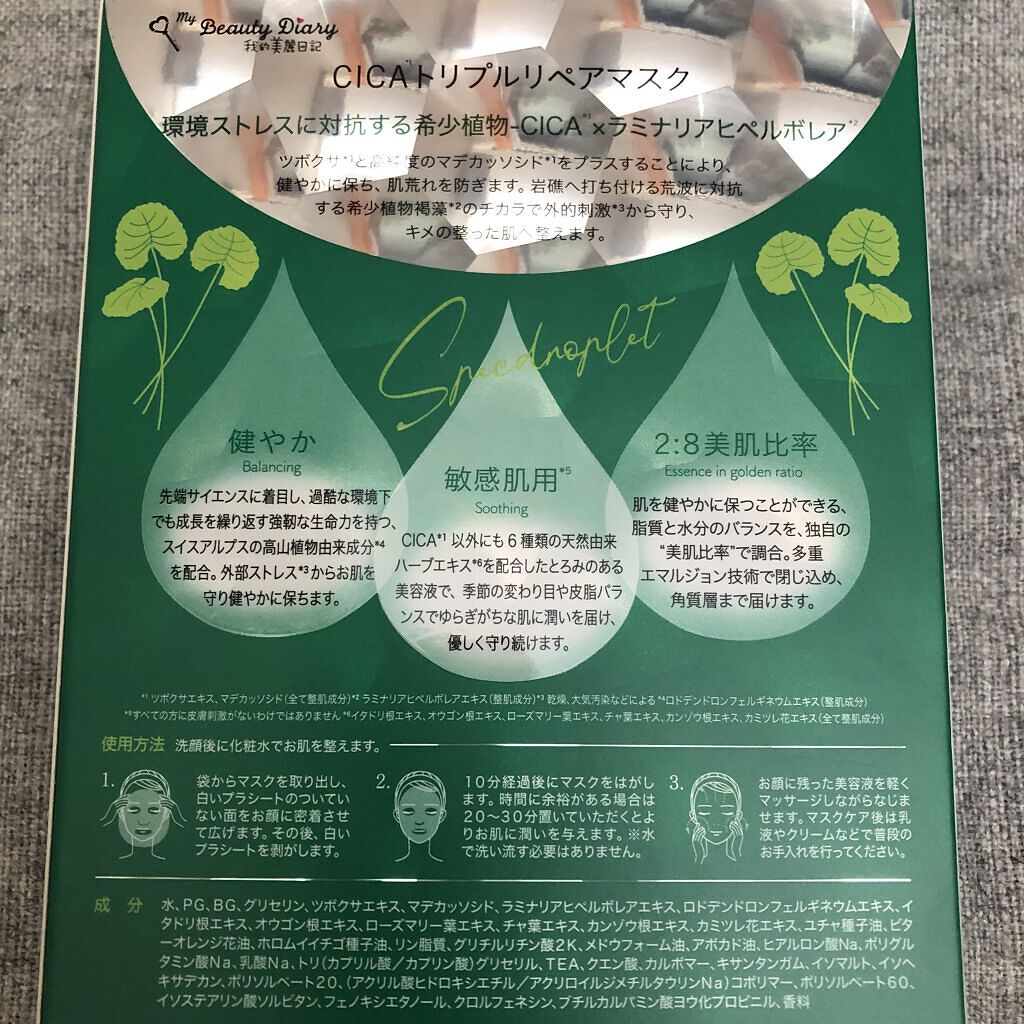 My Beauty Diary
我的美麗日記
CICA*¹トリプルリペアマスク
環境ストレスに対抗する希少植物-CICA*¹×ラミナリアヒペルボレア*²
ツボクサ*¹と高純度のマデカッソシド*¹をプラスすることにより、
健やかに保ち、肌荒れを防ぎます。岩礁へ打ち付ける荒波に対抗
する希少植物褐藻*²のチカラで外的刺激*³から守り、
キメの整った肌へ整えます。
Specdroplet
健やか
Balancing
先端サイエンスに着目し、過酷な環境下
でも成長を繰り返す強靭な生命力を持つ、
スイスアルプスの高山植物由来成分*⁴
を配合。外部ストレス*³からお肌を
守り健やかに保ちます。
敏感肌用*⁵
Soothing
CICA*¹以外にも6種類の天然由来
ハーブエキス*⁶を配合したとろみのある
美容液で、季節の変わり目や皮脂バラ
ンスでゆらぎがちな肌に潤いを届け、
優しく守り続けます。
2:8美肌比率
Essence in golden ratio
肌を健やかに保つことができる、
脂質と水分のバランスを、独自の
“美肌比率”で調合。多重
エマルジョン技術で閉じ込め、
角質層まで届けます。
*¹ ツボクサエキス、マデカッソシド(全て整肌成分)*² ラミナリアヒペルボレアエキス(整肌成分)*³ 乾燥、大気汚染などによる*⁴ロドデンドロンフェルギネウムエキス(整肌成分)
*⁵すべての方に皮膚刺激がないわけではありません*⁶イタドリ根エキス、オウゴン根エキス、ローズマリー葉エキス、チャ葉エキス、カンゾウ根エキス、カミツレ花エキス(全て整肌成分)
使用方法 洗顔後に化粧水でお肌を整えます。
1.
袋からマスクを取り出し、
白いプラシートのついてい
ない面をお顔に密着させ
て広げます。その後、白い
プラシートを剥がします。
2.
10分経過後にマスクをはがし
ます。時間に余裕がある場合は
20〜30分置いていただくとよ
りお肌に潤いを与えます。※水
で洗い流す必要はありません。
3.
お顔に残った美容液を軽く
マッサージしながらなじま
せます。マスクケア後は乳
液やクリームなどで普段の
お手入れを行ってください。
成 分 水、PG、BG、グリセリン、ツボクサエキス、マデカッソシド、ラミナリアヒペルボレアエキス、ロドデンドロンフェルギネウムエキス、イ
タドリ根エキス、オウゴン根エキス、ローズマリー葉エキス、チャ葉エキス、カンゾウ根エキス、カミツレ花エキス、ユチャ種子油、ビタ
ーオレンジ花油、ホロムイイチゴ種子油、リン脂質、グリチルリチン酸2K、メドウフォーム油、アボカド油、ヒアルロン酸Na、ポリグル
タミン酸Na、乳酸Na、トリ(カプリル酸／カプリン酸)グリセリル、TEA、クエン酸、カルボマー、キサンタンガム、イソマルト、イソヘ
キサデカン、ポリソルベート20、(アクリル酸ヒドロキシエチル／アクリロイルジメチルタウリンNa)コポリマー、ポリソルベート60、
イソステアリン酸ソルビタン、フェノキシエタノール、クロルフェネシン、ブチルカルバミン酸ヨウ化プロピニル、香料